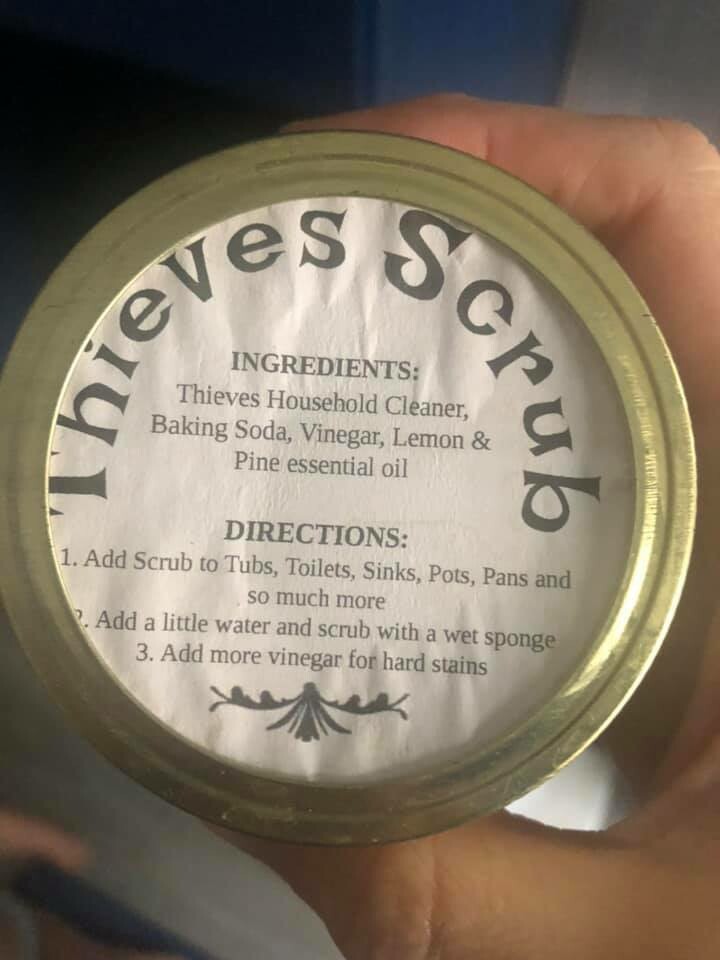 Thieves Scrub
INGREDIENTS:
Thieves Household Cleaner,
Baking Soda, Vinegar, Lemon &
Pine essential oil
DIRECTIONS:
1. Add Scrub to Tubs, Toilets, Sinks, Pots, Pans and
so much more
2. Add a little water and scrub with a wet sponge
3. Add more vinegar for hard stains